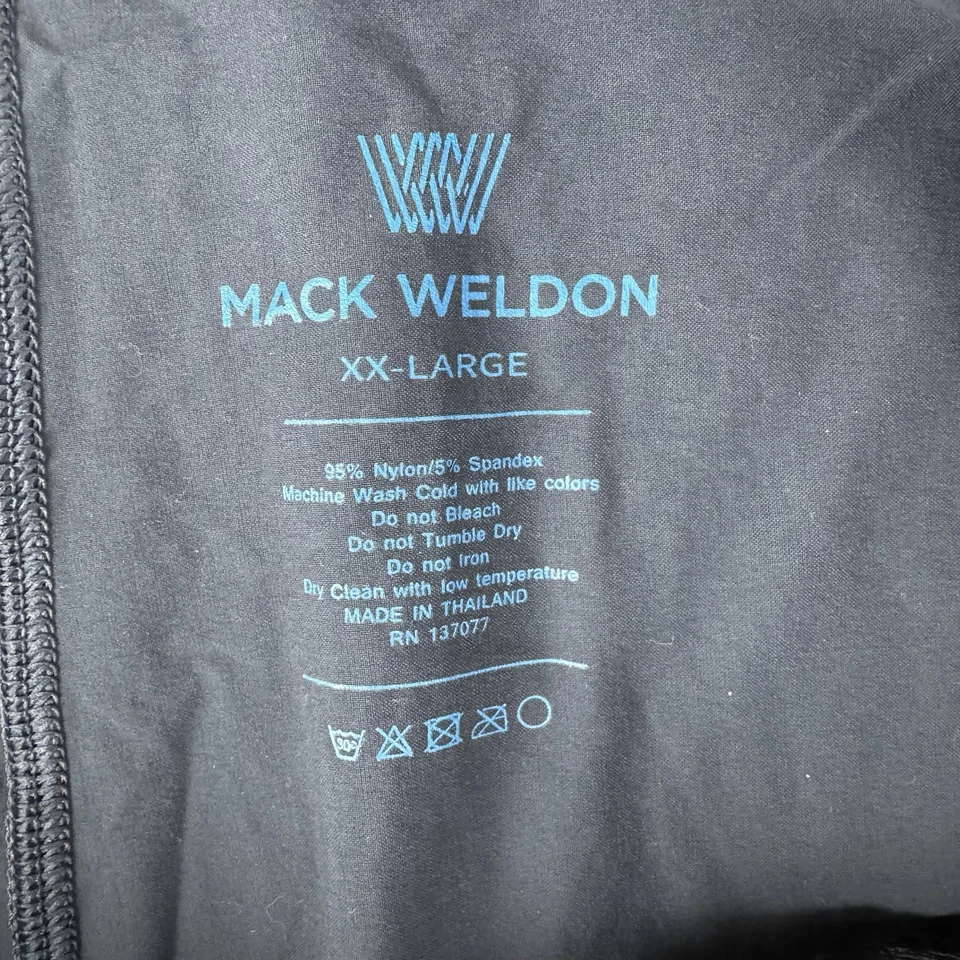 MACK WELDON
XX-LARGE
95% Nylon/5% Spandex
Machine Wash Cold with like colors
Do not Bleach
Do not Tumble Dry
Do not Iron
Dry Clean with low temperature
MADE IN THAILAND
RN 137077
30°